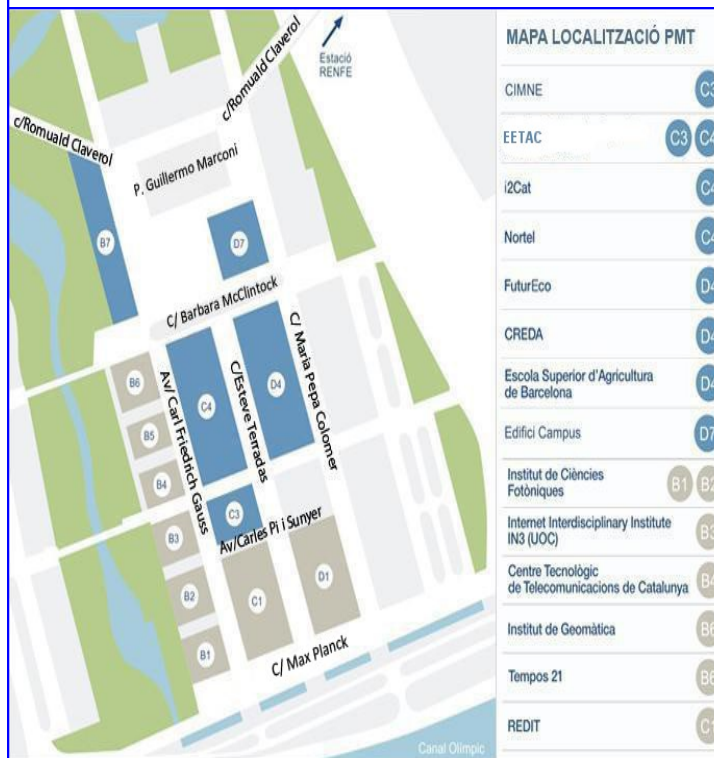 c/Romuald Claverol
Estació
RENFE
c/Romuald Claverol
P. Guillermo Marconi
B7
D7
C/ Barbara McClintock
B6
Av/ Carl Friedrich Gauss
C4
C/Esteve Terradas
D4
C/ Maria Pepa Colomer
B5
B4
C3
B3
Av/Carles Pi i Sunyer
B2
C1
D1
B1
C/ Max Planck
Canal Olímpic
MAPA LOCALITZACIÓ PMT
CIMNE C3
EETAC C3 C4
i2Cat C4
Nortel C4
FuturEco D4
CREDA D4
Escola Superior d'Agricultura
de Barcelona D4
Edifici Campus D7
Institut de Ciències
Fotòniques B1 B2
Internet Interdisciplinary Institute
IN3 (UOC) B3
Centre Tecnològic
de Telecomunicacions de Catalunya B4
Institut de Geomàtica B6
Tempos 21 B6
REDIT C1